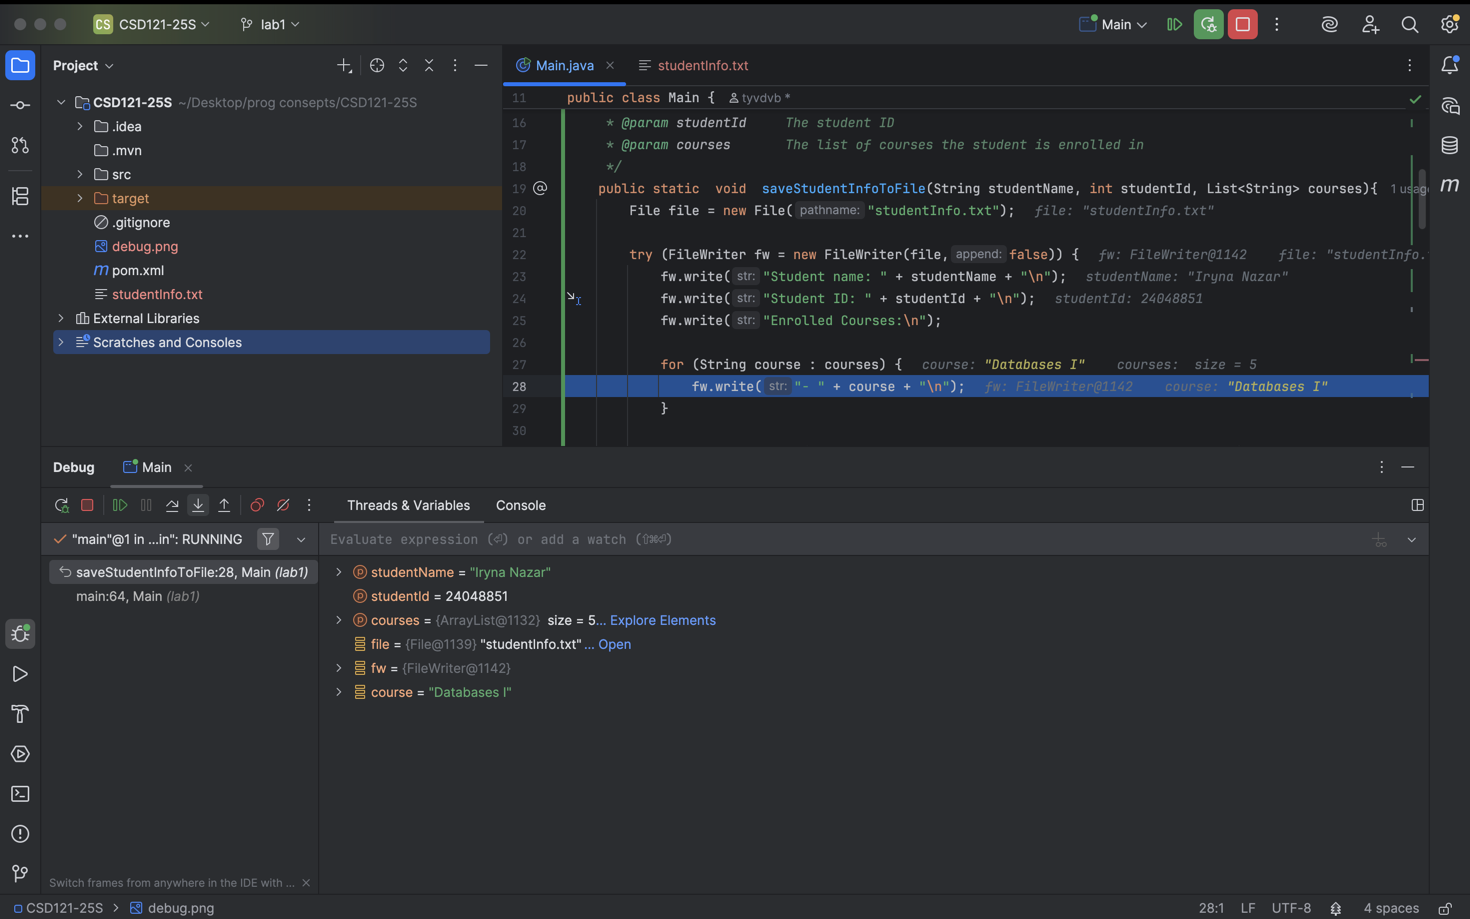 CS CSD121-25S lab1 Main
Project
Main.java studentInfo.txt
CSD121-25S ~/Desktop/prog consepts/CSD121-25S
.idea
.mvn
src
target
.gitignore
debug.png
m pom.xml
studentInfo.txt
External Libraries
Scratches and Consoles
11 public class Main { tyvdvb *
16 * @param studentId The student ID
17 * @param courses The list of courses the student is enrolled in
18 */
19 @ public static void saveStudentInfoToFile(String studentName, int studentId, List<String> courses){ 1 usage
20 File file = new File( pathname: "studentInfo.txt"); file: "studentInfo.txt"
21
22 try (FileWriter fw = new FileWriter(file, append: false)) { fw: FileWriter@1142 file: "studentInfo.
23 fw.write( str: "Student name: " + studentName + "\n"); studentName: "Iryna Nazar"
24 fw.write( str: "Student ID: " + studentId + "\n"); studentId: 24048851
25 fw.write( str: "Enrolled Courses:\n");
26
27 for (String course : courses) { course: "Databases I" courses: size = 5
28 fw.write( str: "- " + course + "\n"); fw: FileWriter@1142 course: "Databases I"
29 }
30
m
Debug Main
Threads & Variables Console
"main"@1 in ...in": RUNNING
Evaluate expression (⏎) or add a watch (⇧⌘⏎)
saveStudentInfoToFile:28, Main (lab1)
main:64, Main (lab1)
studentName = "Iryna Nazar"
studentId = 24048851
courses = {ArrayList@1132} size = 5... Explore Elements
file = {File@1139} "studentInfo.txt" ... Open
fw = {FileWriter@1142}
course = "Databases I"
Switch frames from anywhere in the IDE with ...
CSD121-25S > debug.png
28:1 LF UTF-8 4 spaces